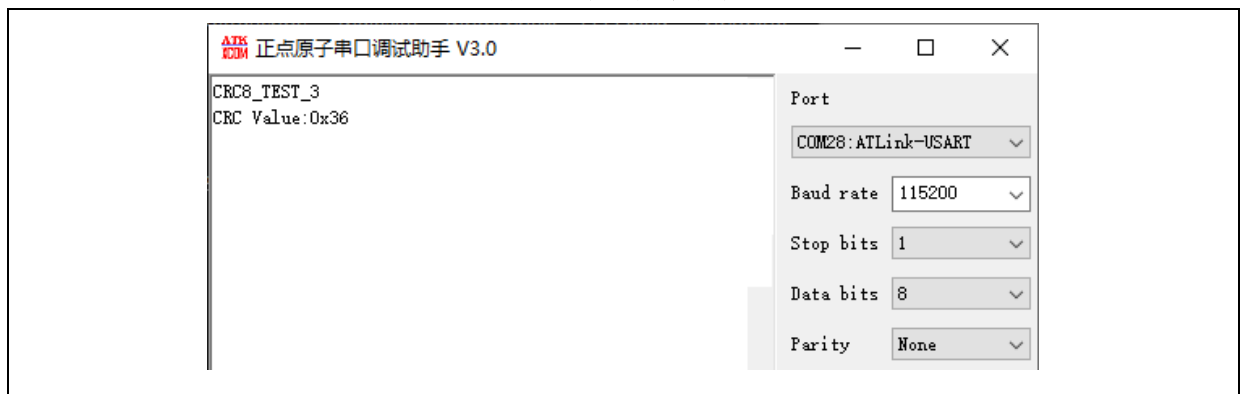 ATK
XCOM 正点原子串口调试助手 V3.0
CRC8_TEST_3
CRC Value:0x36
Port
COM28:ATLink-USART
Baud rate 115200
Stop bits 1
Data bits 8
Parity None